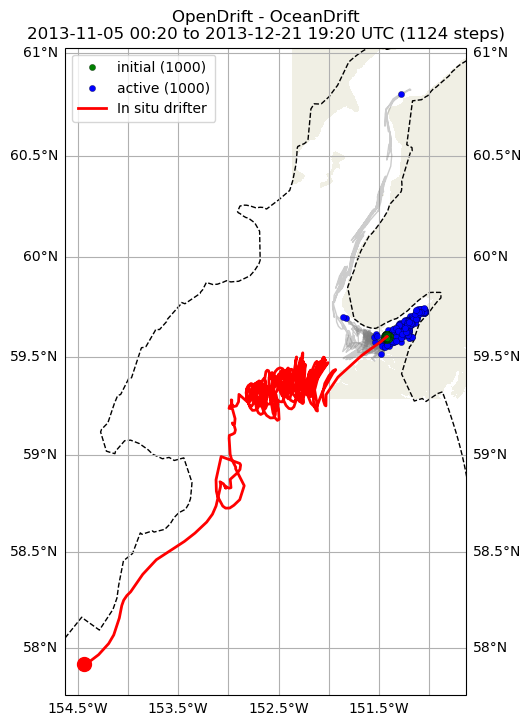 OpenDrift - OceanDrift
2013-11-05 00:20 to 2013-12-21 19:20 UTC (1124 steps)
61°N
61°N
initial (1000)
active (1000)
In situ drifter
60.5°N
60.5°N
60°N
60°N
59.5°N
59.5°N
59°N
59°N
58.5°N
58.5°N
58°N
58°N
154.5°W
153.5°W
152.5°W
151.5°W